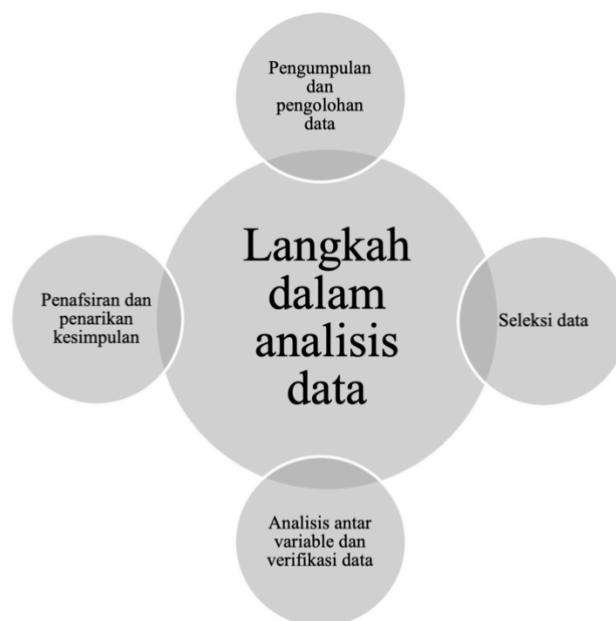 Pengumpulan
dan
pengolohan
data
Langkah
dalam
analisis
data
Penafsiran dan
penarikan
kesimpulan
Seleksi data
Analisis antar
variable dan
verifikasi data